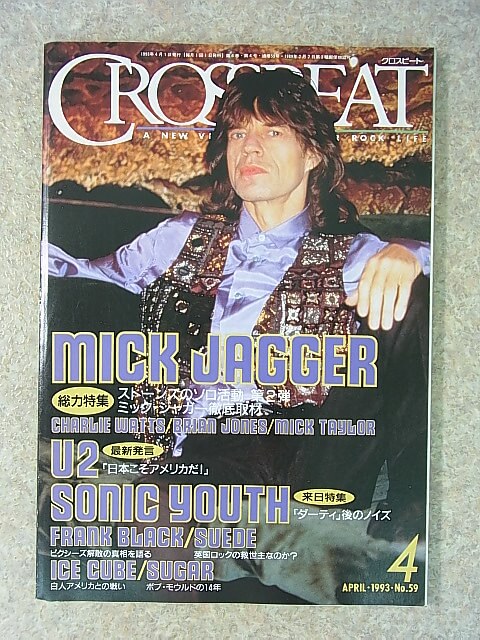 クロスビート
CROSSBEAT
A NEW VI ROCK LIFE
MICK JAGGER
総力特集
ストーンズのソロ活動 第2弾
ミック・ジャガー徹底取材
CHARLIE WATTS/BRIAN JONES/MICK TAYLOR
U2
最新発言
「日本こそアメリカだ!」
SONIC YOUTH
来日特集
「ダーティ」後のノイズ
FRANK BLACK/SUEDE
ピクシーズ解散の真相を語る
英国ロックの救世主なのか?
ICE CUBE/SUGAR
白人アメリカとの戦い
ボブ・モウルドの14年
4
APRIL・1993・No.59